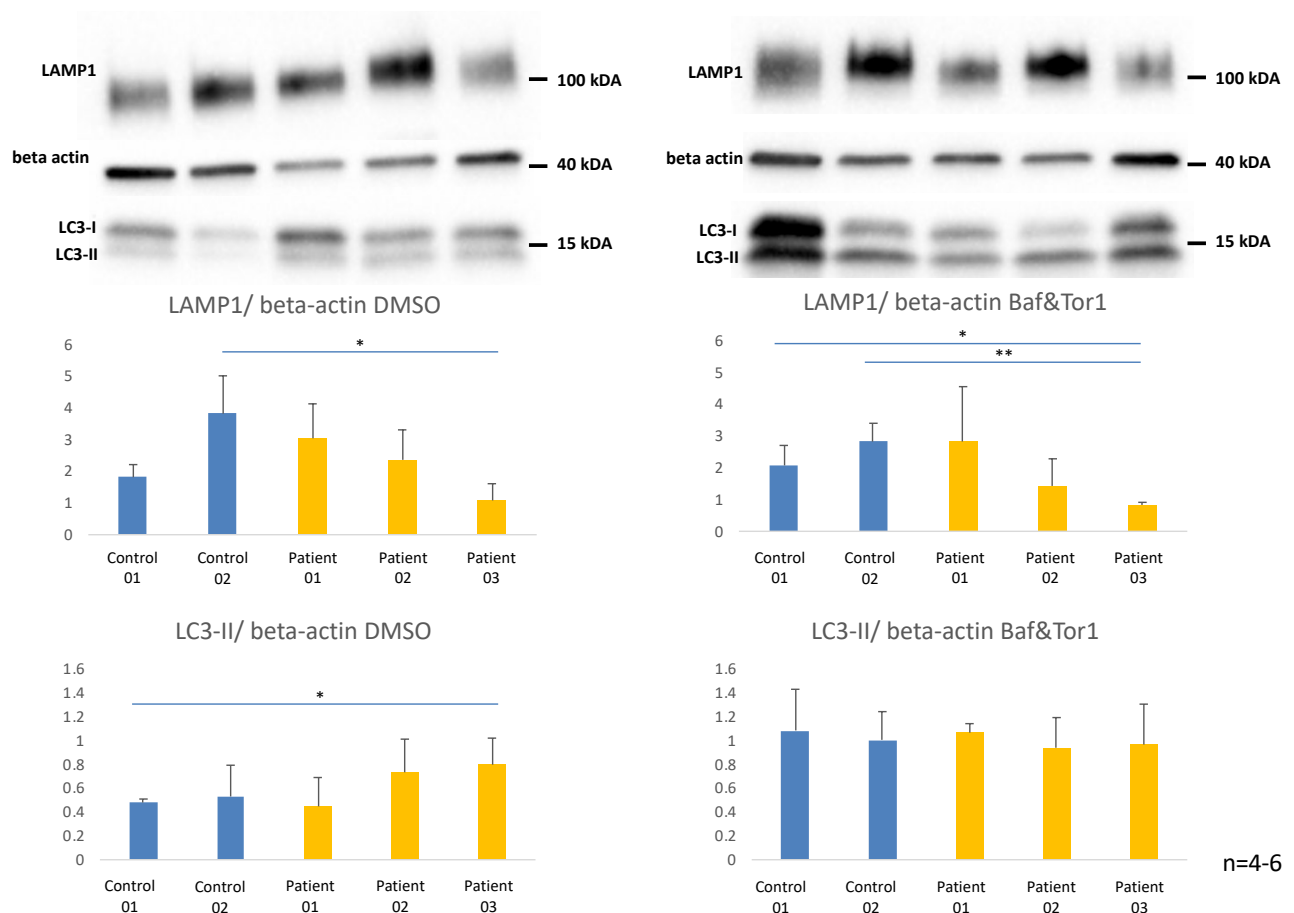 LAMP1
100 kDA
beta actin
40 kDA
LC3-I
LC3-II
15 kDA
LAMP1
100 kDA
beta actin
40 kDA
LC3-I
LC3-II
15 kDA
LAMP1/ beta-actin DMSO
6
5
4
3
2
1
0
*
Control 01
Control 02
Patient 01
Patient 02
Patient 03
LAMP1/ beta-actin Baf&Tor1
6
5
4
3
2
1
0
*
**
Control 01
Control 02
Patient 01
Patient 02
Patient 03
LC3-II/ beta-actin DMSO
1.6
1.4
1.2
1
0.8
0.6
0.4
0.2
0
*
Control 01
Control 02
Patient 01
Patient 02
Patient 03
LC3-II/ beta-actin Baf&Tor1
1.6
1.4
1.2
1
0.8
0.6
0.4
0.2
0
Control 01
Control 02
Patient 01
Patient 02
Patient 03
n=4-6